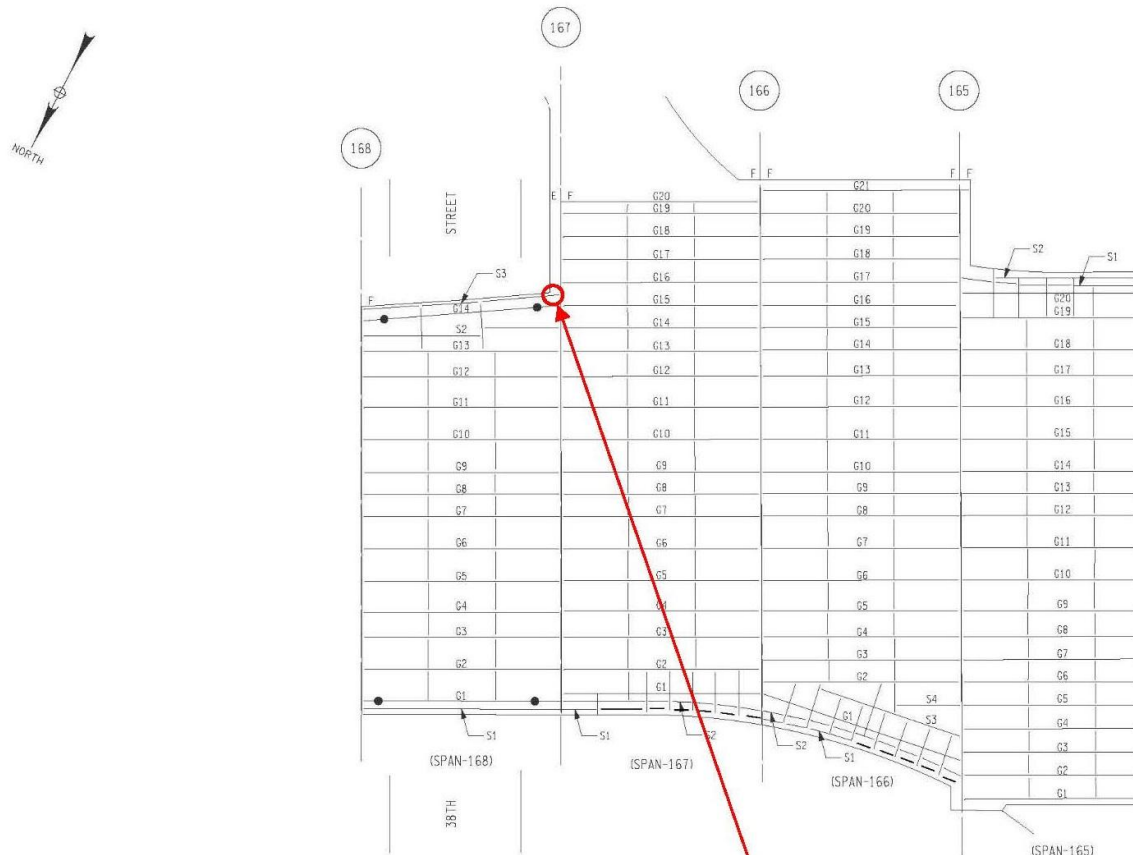 NORTH
168
167
166
165
STREET
F
S3
G14
S2
G13
G12
G11
G10
G9
G8
G7
G6
G5
G4
G3
G2
G1
S1
(SPAN-168)
38TH
E F
G20
G19
G18
G17
G16
G15
G14
G13
G12
G11
G10
G9
G8
G7
G6
G5
G4
G3
G2
G1
S1
S2
(SPAN-167)
F F
G21
G20
G19
G18
G17
G16
G15
G14
G13
G12
G11
G10
G9
G8
G7
G6
G5
G4
G3
G2
S4
G1
S3
S2
S1
(SPAN-166)
F F
S2
S1
G20
G19
G18
G17
G16
G15
G14
G13
G12
G11
G10
G9
G8
G7
G6
G5
G4
G3
G2
G1
(SPAN-165)